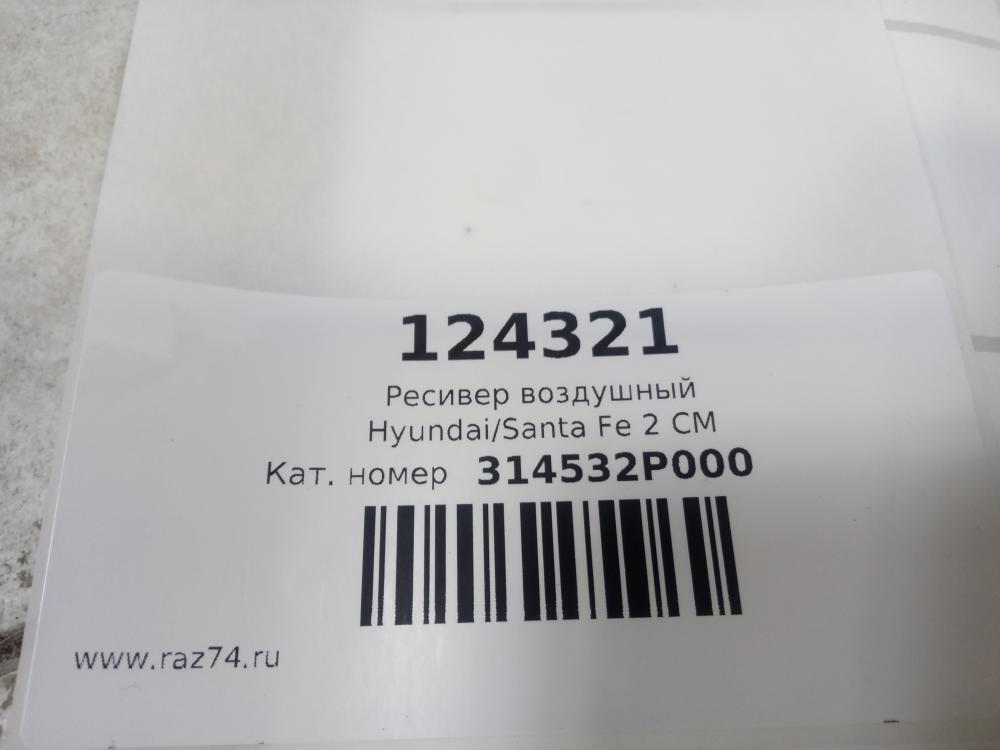 124321
Ресивер воздушный
Hyundai/Santa Fe 2 CM
Кат. номер 314532P000
www.raz74.ru